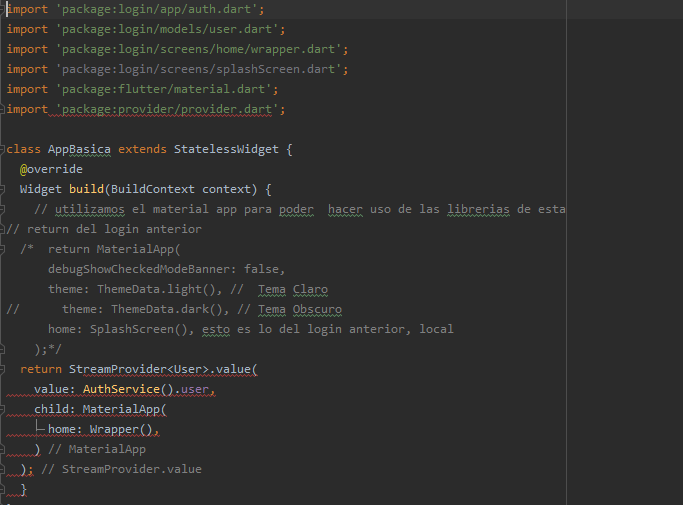 import 'package:login/app/auth.dart';
import 'package:login/models/user.dart';
import 'package:login/screens/home/wrapper.dart';
import 'package:login/screens/splashScreen.dart';
import 'package:flutter/material.dart';
import 'package:provider/provider.dart';

class AppBasica extends StatelessWidget {
  @override
  Widget build(BuildContext context) {
    // utilizamos el material app para poder  hacer uso de las librerias de esta
// return del login anterior
  /*  return MaterialApp(
      debugShowCheckedModeBanner: false,
      theme: ThemeData.light(), //  Tema Claro
//      theme: ThemeData.dark(), // Tema Obscuro
      home: SplashScreen(), esto es lo del login anterior, local
    );*/
  return StreamProvider<User>.value(
    value: AuthService().user,
    child: MaterialApp(
      home: Wrapper(),
    ) // MaterialApp
  ); // StreamProvider.value
  }